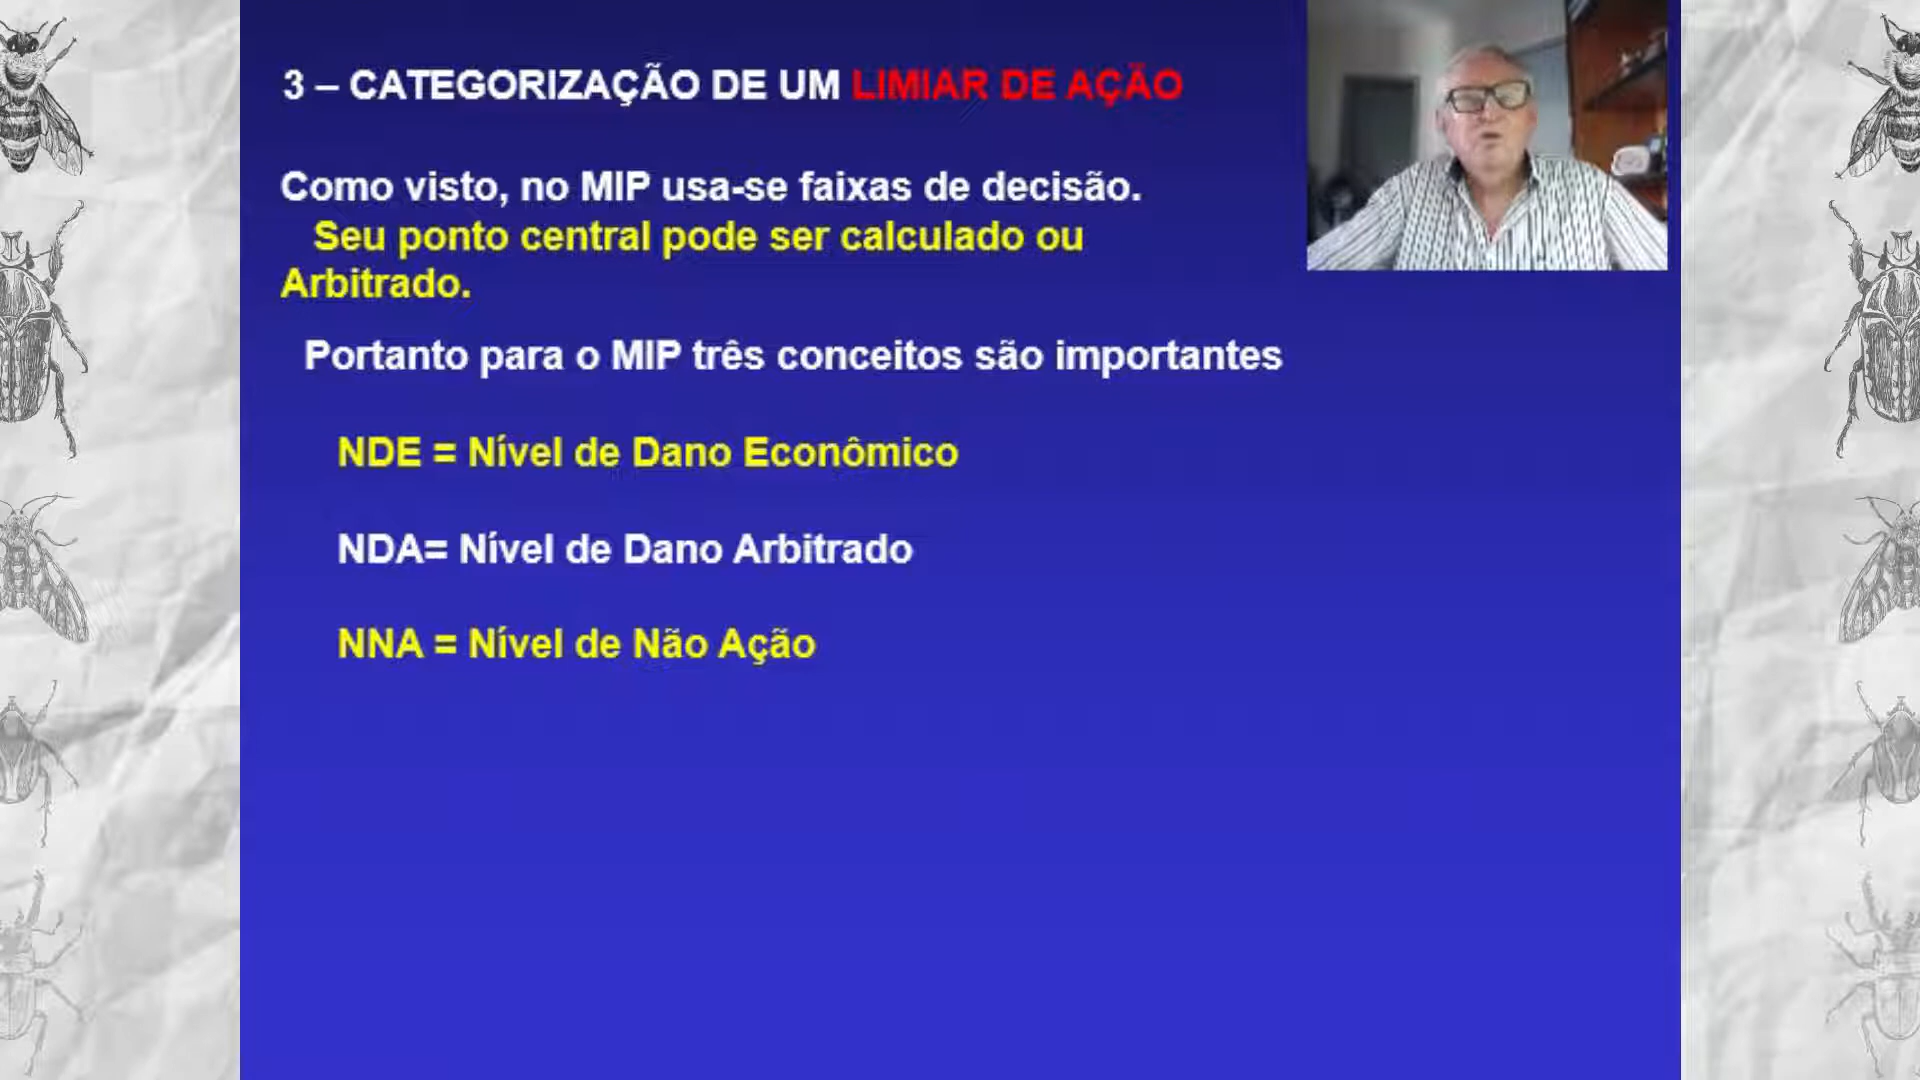 3 – CATEGORIZAÇÃO DE UM LIMIAR DE AÇÃO
Como visto, no MIP usa-se faixas de decisão.
Seu ponto central pode ser calculado ou
Arbitrado.
Portanto para o MIP três conceitos são importantes
NDE = Nível de Dano Econômico
NDA= Nível de Dano Arbitrado
NNA = Nível de Não Ação